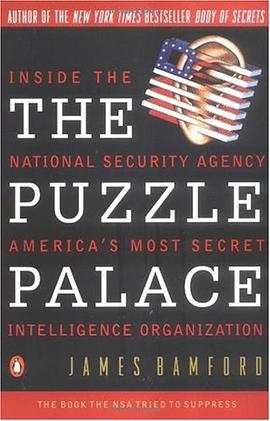 AUTHOR OF THE NEW YORK TIMES BESTSELLER BODY OF SECRETS
INSIDE THE
THE
NATIONAL SECURITY AGENCY
PUZZLE
AMERICA'S MOST SECRET
PALACE
INTELLIGENCE ORGANIZATION
JAMES BAMFORD
THE BOOK THE NSA TRIED TO SUPPRESS